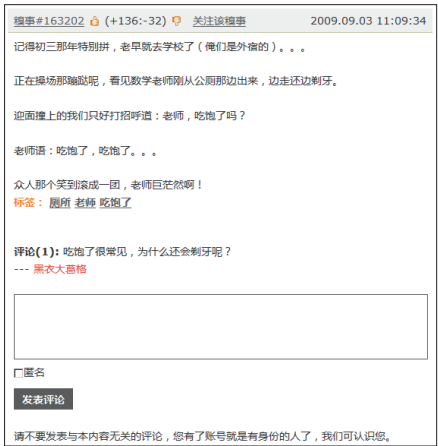 糗事#163202 (+136:-32) 关注该糗事 2009.09.03 11:09:34
记得初三那年特别拼，老早就去学校了（俺们是外宿的）。。。
正在操场那蹦跶呢，看见数学老师刚从公厕那边出来，边走还边剔牙。
迎面撞上的我们只好打招呼道：老师，吃饱了吗？
老师语：吃饱了，吃饱了。。。
众人那个笑到滚成一团，老师巨茫然啊！
标签： 厕所 老师 吃饱了
评论(1): 吃饱了很常见，为什么还会剔牙呢？
--- 黑衣大葛格
匿名
发表评论
请不要发表与本内容无关的评论，您有了账号就是有身份的人了，我们可认识您。